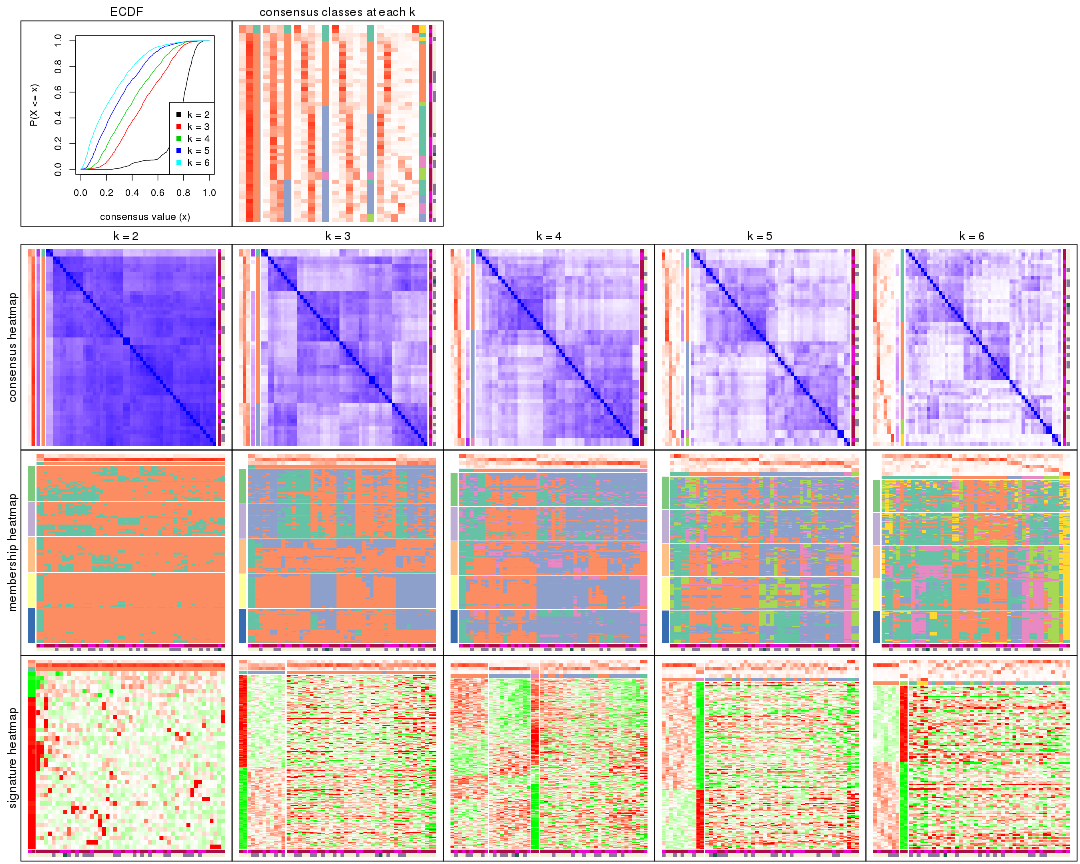 ECDF
consensus classes at each k
P(X <= x)
0.0 0.2 0.4 0.6 0.8 1.0
k = 2
k = 3
k = 4
k = 5
k = 6
0.0 0.2 0.4 0.6 0.8 1.0
consensus value (x)
k = 2 k = 3 k = 4 k = 5 k = 6
consensus heatmap
membership heatmap
signature heatmap